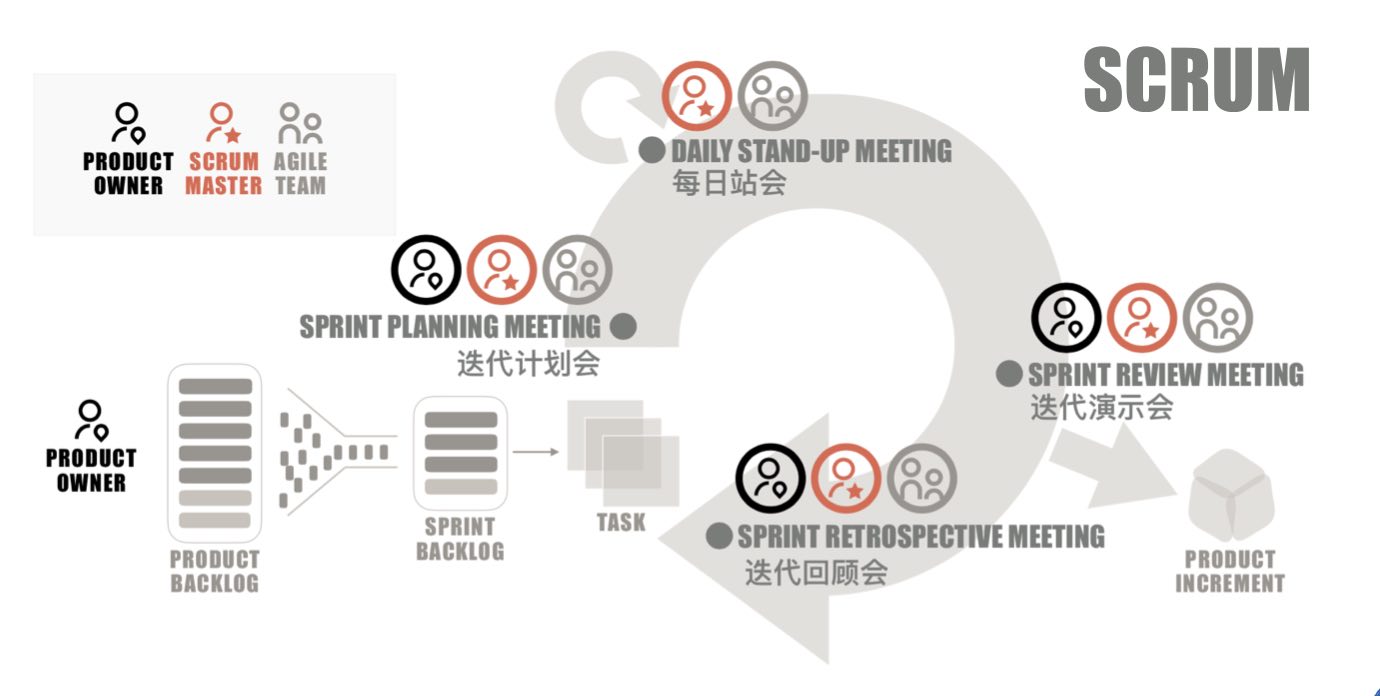 SCRUM
PRODUCT
OWNER
SCRUM
MASTER
AGILE
TEAM
DAILY STAND-UP MEETING
每日站会
SPRINT PLANNING MEETING
迭代计划会
SPRINT REVIEW MEETING
迭代演示会
PRODUCT
OWNER
PRODUCT
BACKLOG
SPRINT
BACKLOG
TASK
SPRINT RETROSPECTIVE MEETING
迭代回顾会
PRODUCT
INCREMENT